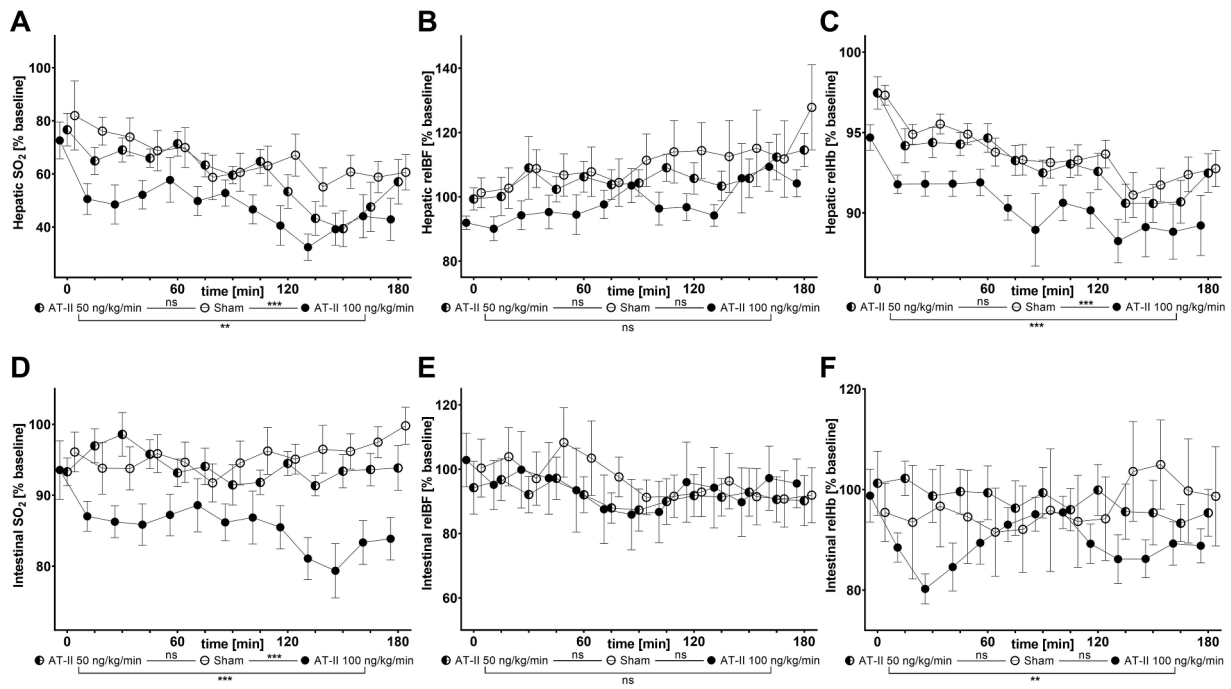 A
B
C
Hepatic SO2 [% baseline]
100
80
60
40
0
60
120
180
time [min]
ns
***
AT-II 50 ng/kg/min
Sham
AT-II 100 ng/kg/min
**
Hepatic relBF [% baseline]
140
120
100
80
0
60
120
180
time [min]
ns
ns
AT-II 50 ng/kg/min
Sham
AT-II 100 ng/kg/min
ns
Hepatic relHb [% baseline]
100
95
90
0
60
120
180
time [min]
ns
***
AT-II 50 ng/kg/min
Sham
AT-II 100 ng/kg/min
***
D
E
F
Intestinal SO2 [% baseline]
100
90
80
0
60
120
180
time [min]
ns
***
AT-II 50 ng/kg/min
Sham
AT-II 100 ng/kg/min
***
Intestinal relBF [% baseline]
120
100
80
60
0
60
120
180
time [min]
ns
ns
AT-II 50 ng/kg/min
Sham
AT-II 100 ng/kg/min
ns
Intestinal relHb [% baseline]
120
100
80
0
60
120
180
time [min]
ns
ns
AT-II 50 ng/kg/min
Sham
AT-II 100 ng/kg/min
**